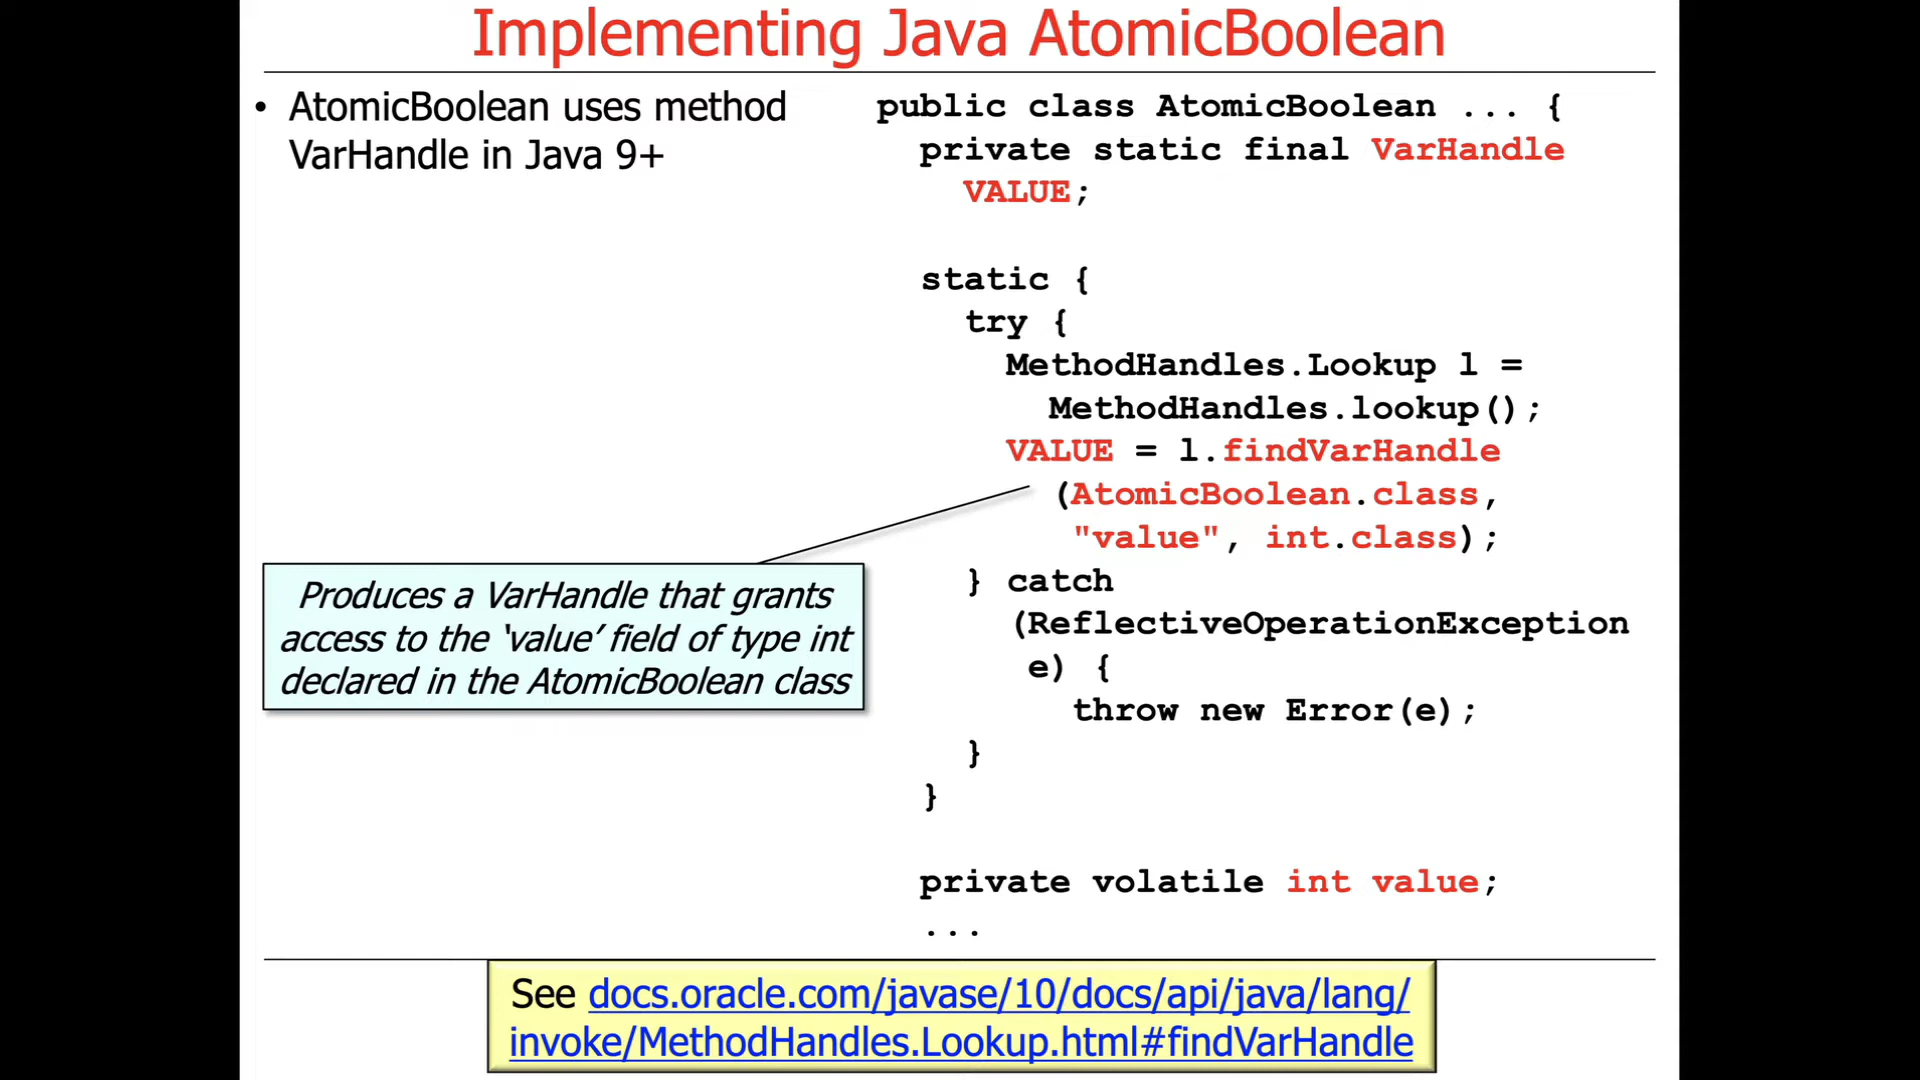 Implementing Java AtomicBoolean
• AtomicBoolean uses method
VarHandle in Java 9+
public class AtomicBoolean ... {
private static final VarHandle
VALUE;
static {
try {
MethodHandles.Lookup l =
MethodHandles.lookup();
VALUE = l.findVarHandle
(AtomicBoolean.class,
"value", int.class);
} catch
(ReflectiveOperationException
e) {
throw new Error(e);
}
}
private volatile int value;
...
Produces a VarHandle that grants
access to the ‘value’ field of type int
declared in the AtomicBoolean class
See docs.oracle.com/javase/10/docs/api/java/lang/
invoke/MethodHandles.Lookup.html#findVarHandle